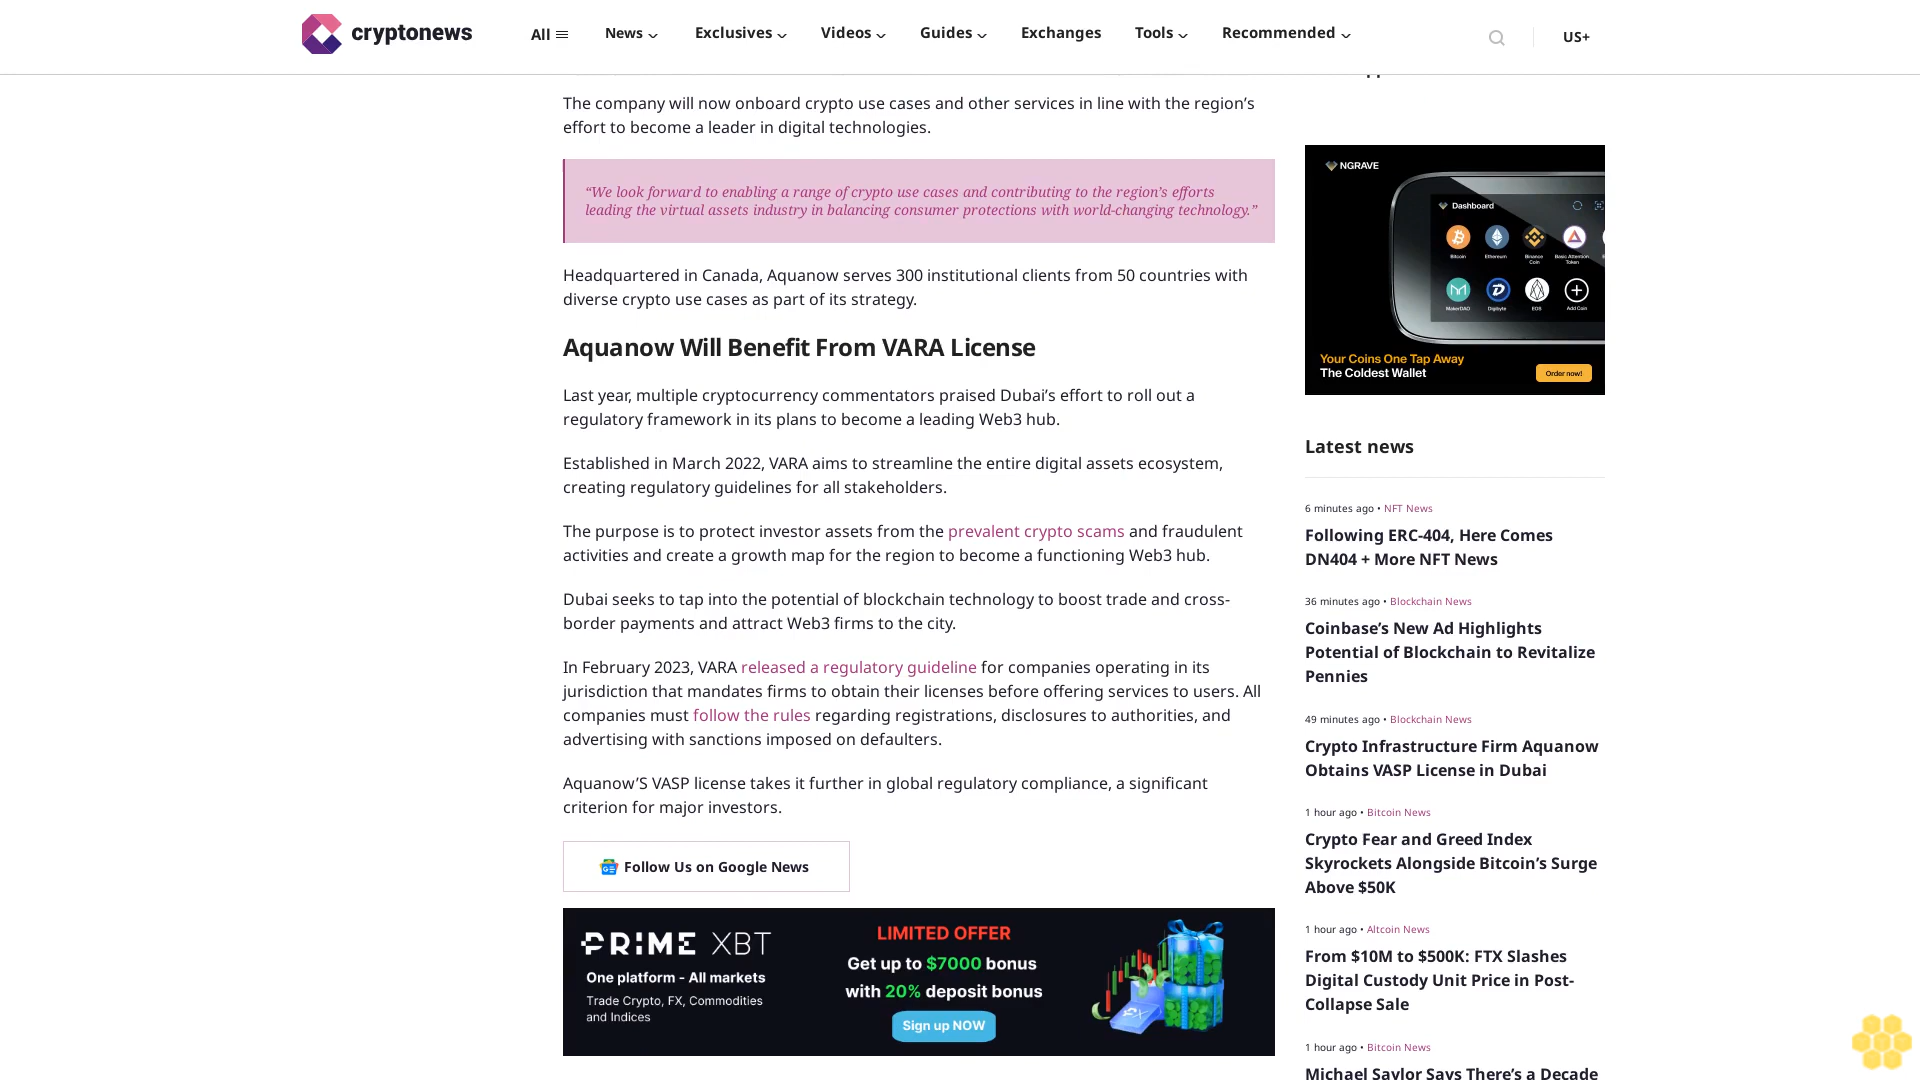 cryptonews
All
News
Exclusives
Videos
Guides
Exchanges
Tools
Recommended
US+
The company will now onboard crypto use cases and other services in line with the region’s
effort to become a leader in digital technologies.
“We look forward to enabling a range of crypto use cases and contributing to the region’s efforts
leading the virtual assets industry in balancing consumer protections with world-changing technology.”
Headquartered in Canada, Aquanow serves 300 institutional clients from 50 countries with
diverse crypto use cases as part of its strategy.
Aquanow Will Benefit From VARA License
Last year, multiple cryptocurrency commentators praised Dubai’s effort to roll out a
regulatory framework in its plans to become a leading Web3 hub.
Established in March 2022, VARA aims to streamline the entire digital assets ecosystem,
creating regulatory guidelines for all stakeholders.
The purpose is to protect investor assets from the prevalent crypto scams and fraudulent
activities and create a growth map for the region to become a functioning Web3 hub.
Dubai seeks to tap into the potential of blockchain technology to boost trade and cross-
border payments and attract Web3 firms to the city.
In February 2023, VARA released a regulatory guideline for companies operating in its
jurisdiction that mandates firms to obtain their licenses before offering services to users. All
companies must follow the rules regarding registrations, disclosures to authorities, and
advertising with sanctions imposed on defaulters.
Aquanow’S VASP license takes it further in global regulatory compliance, a significant
criterion for major investors.
Follow Us on Google News
PRIME XBT
One platform - All markets
Trade Crypto, FX, Commodities
and Indices
LIMITED OFFER
Get up to $7000 bonus
with 20% deposit bonus
Sign up NOW
NGRAVE
Dashboard
Bitcoin
Ethereum
Binance
Coin
Basic Attention
Token
MakerDAO
Digibyte
EOS
Add Coin
Your Coins One Tap Away
The Coldest Wallet
Order now!
Latest news
6 minutes ago • NFT News
Following ERC-404, Here Comes
DN404 + More NFT News
36 minutes ago • Blockchain News
Coinbase’s New Ad Highlights
Potential of Blockchain to Revitalize
Pennies
49 minutes ago • Blockchain News
Crypto Infrastructure Firm Aquanow
Obtains VASP License in Dubai
1 hour ago • Bitcoin News
Crypto Fear and Greed Index
Skyrockets Alongside Bitcoin’s Surge
Above $50K
1 hour ago • Altcoin News
From $10M to $500K: FTX Slashes
Digital Custody Unit Price in Post-
Collapse Sale
1 hour ago • Bitcoin News
Michael Saylor Says There’s a Decade